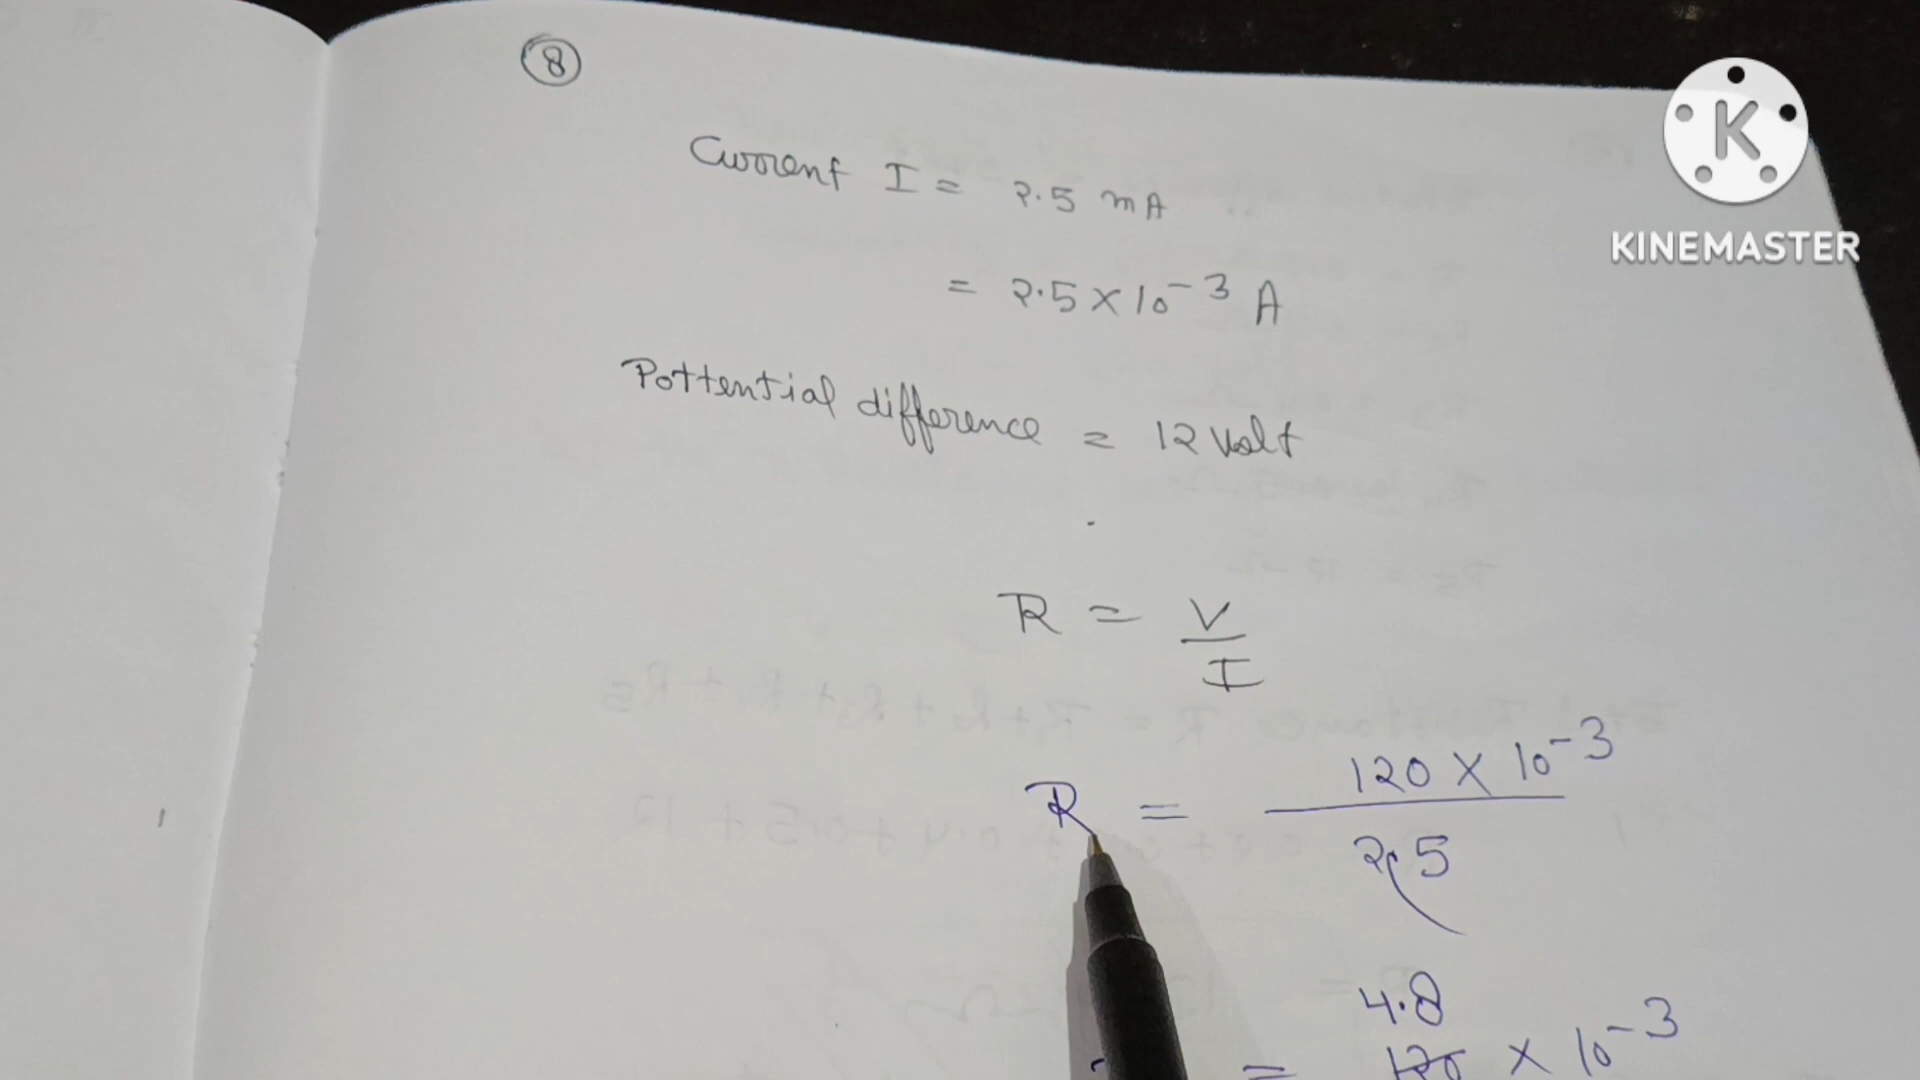 8
Current I = 2.5 mA
= 2.5 × 10⁻³ A
Pottential difference = 12 Volt
R = V
I
R = 120 × 10⁻³
2.5
4.8
= 120 × 10⁻³
K
KINEMASTER